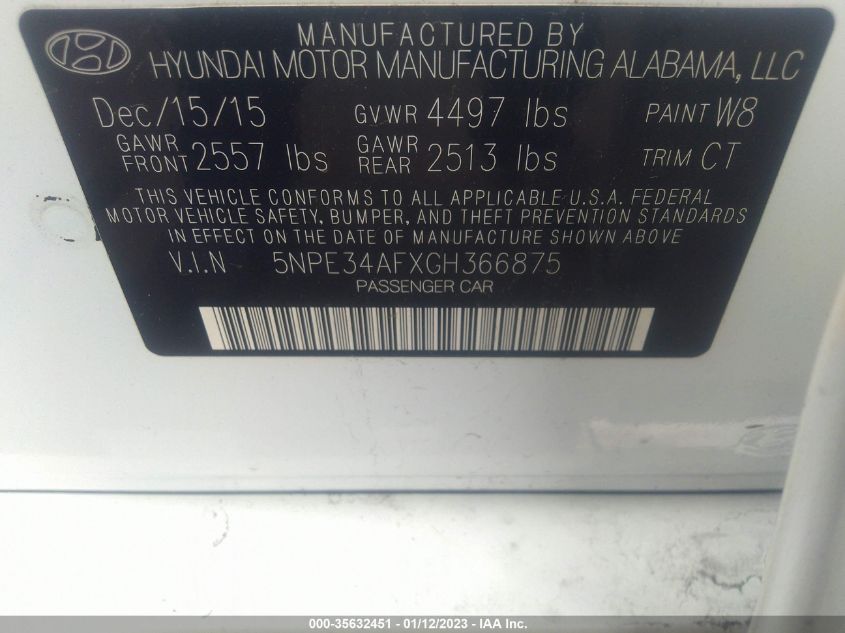 MANUFACTURED BY
HYUNDAI MOTOR MANUFACTURING ALABAMA, LLC
Dec/15/15 GVWR 4497 lbs PAINT W8
GAWR FRONT 2557 lbs GAWR REAR 2513 lbs TRIM CT
THIS VEHICLE CONFORMS TO ALL APPLICABLE U.S.A. FEDERAL
MOTOR VEHICLE SAFETY, BUMPER, AND THEFT PREVENTION STANDARDS
IN EFFECT ON THE DATE OF MANUFACTURE SHOWN ABOVE
V.I.N 5NPE34AFXGH366875
PASSENGER CAR
000-35632451 - 01/12/2023 - IAA Inc.